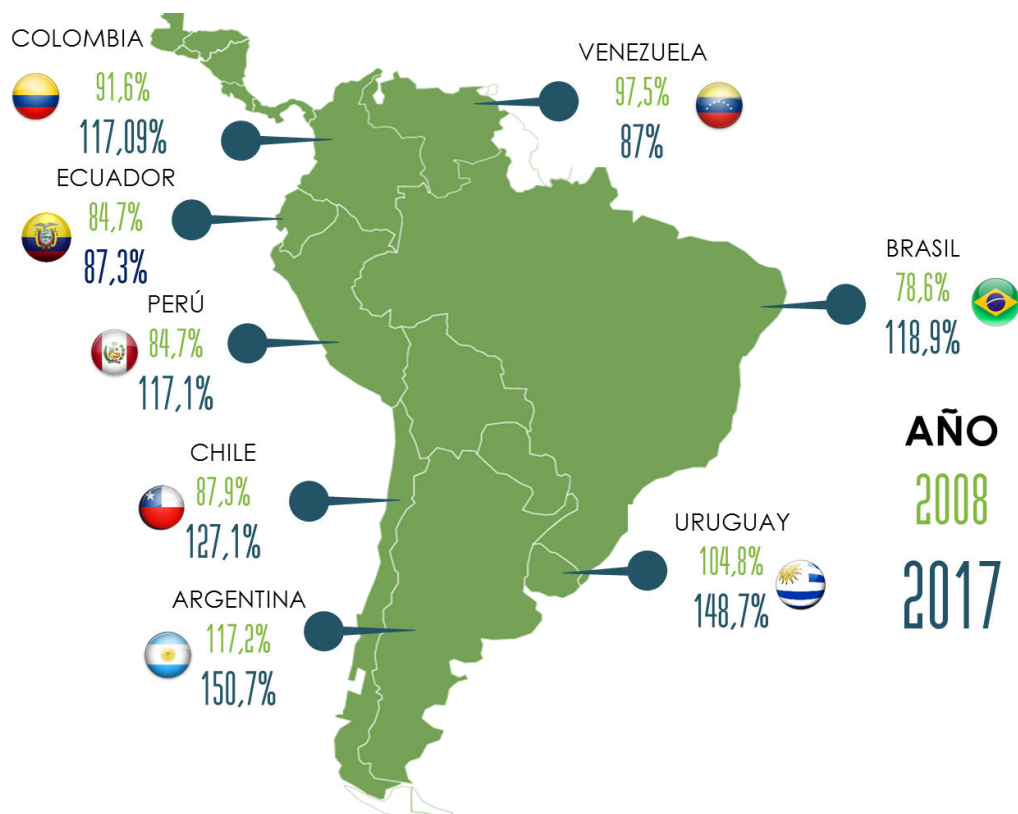 COLOMBIA
91,6%
117,09%
ECUADOR
84,7%
87,3%
PERÚ
84,7%
117,1%
CHILE
87,9%
127,1%
ARGENTINA
117,2%
150,7%
VENEZUELA
97,5%
87%
BRASIL
78,6%
118,9%
URUGUAY
104,8%
148,7%
AÑO
2008
2017